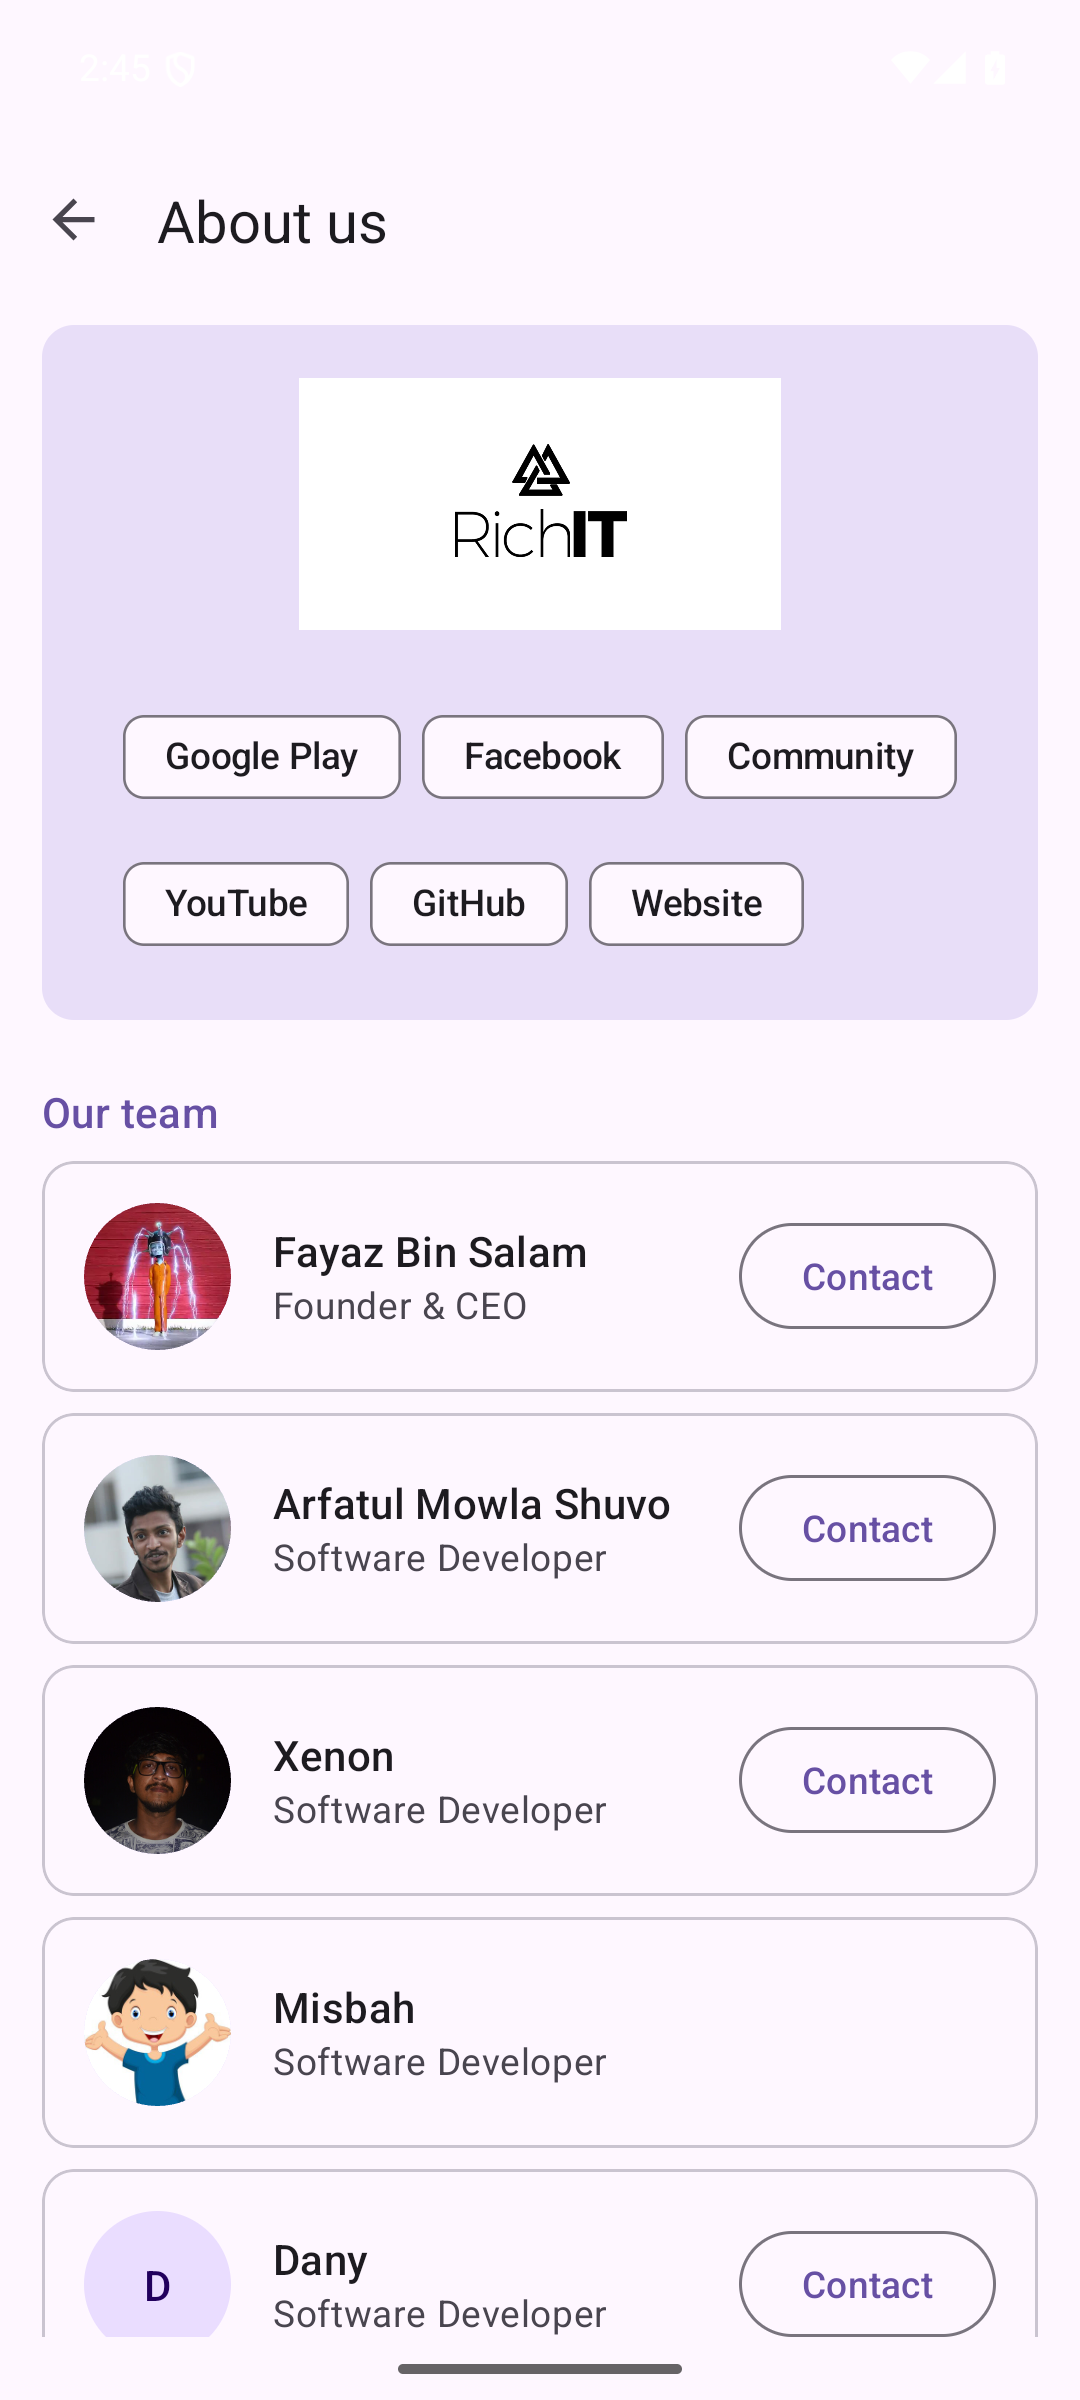 2:45
About us
RichIT
Google Play Facebook Community
YouTube GitHub Website
Our team
Fayaz Bin Salam
Founder & CEO
Contact
Arfatul Mowla Shuvo
Software Developer
Contact
Xenon
Software Developer
Contact
Misbah
Software Developer
D
Dany
Software Developer
Contact